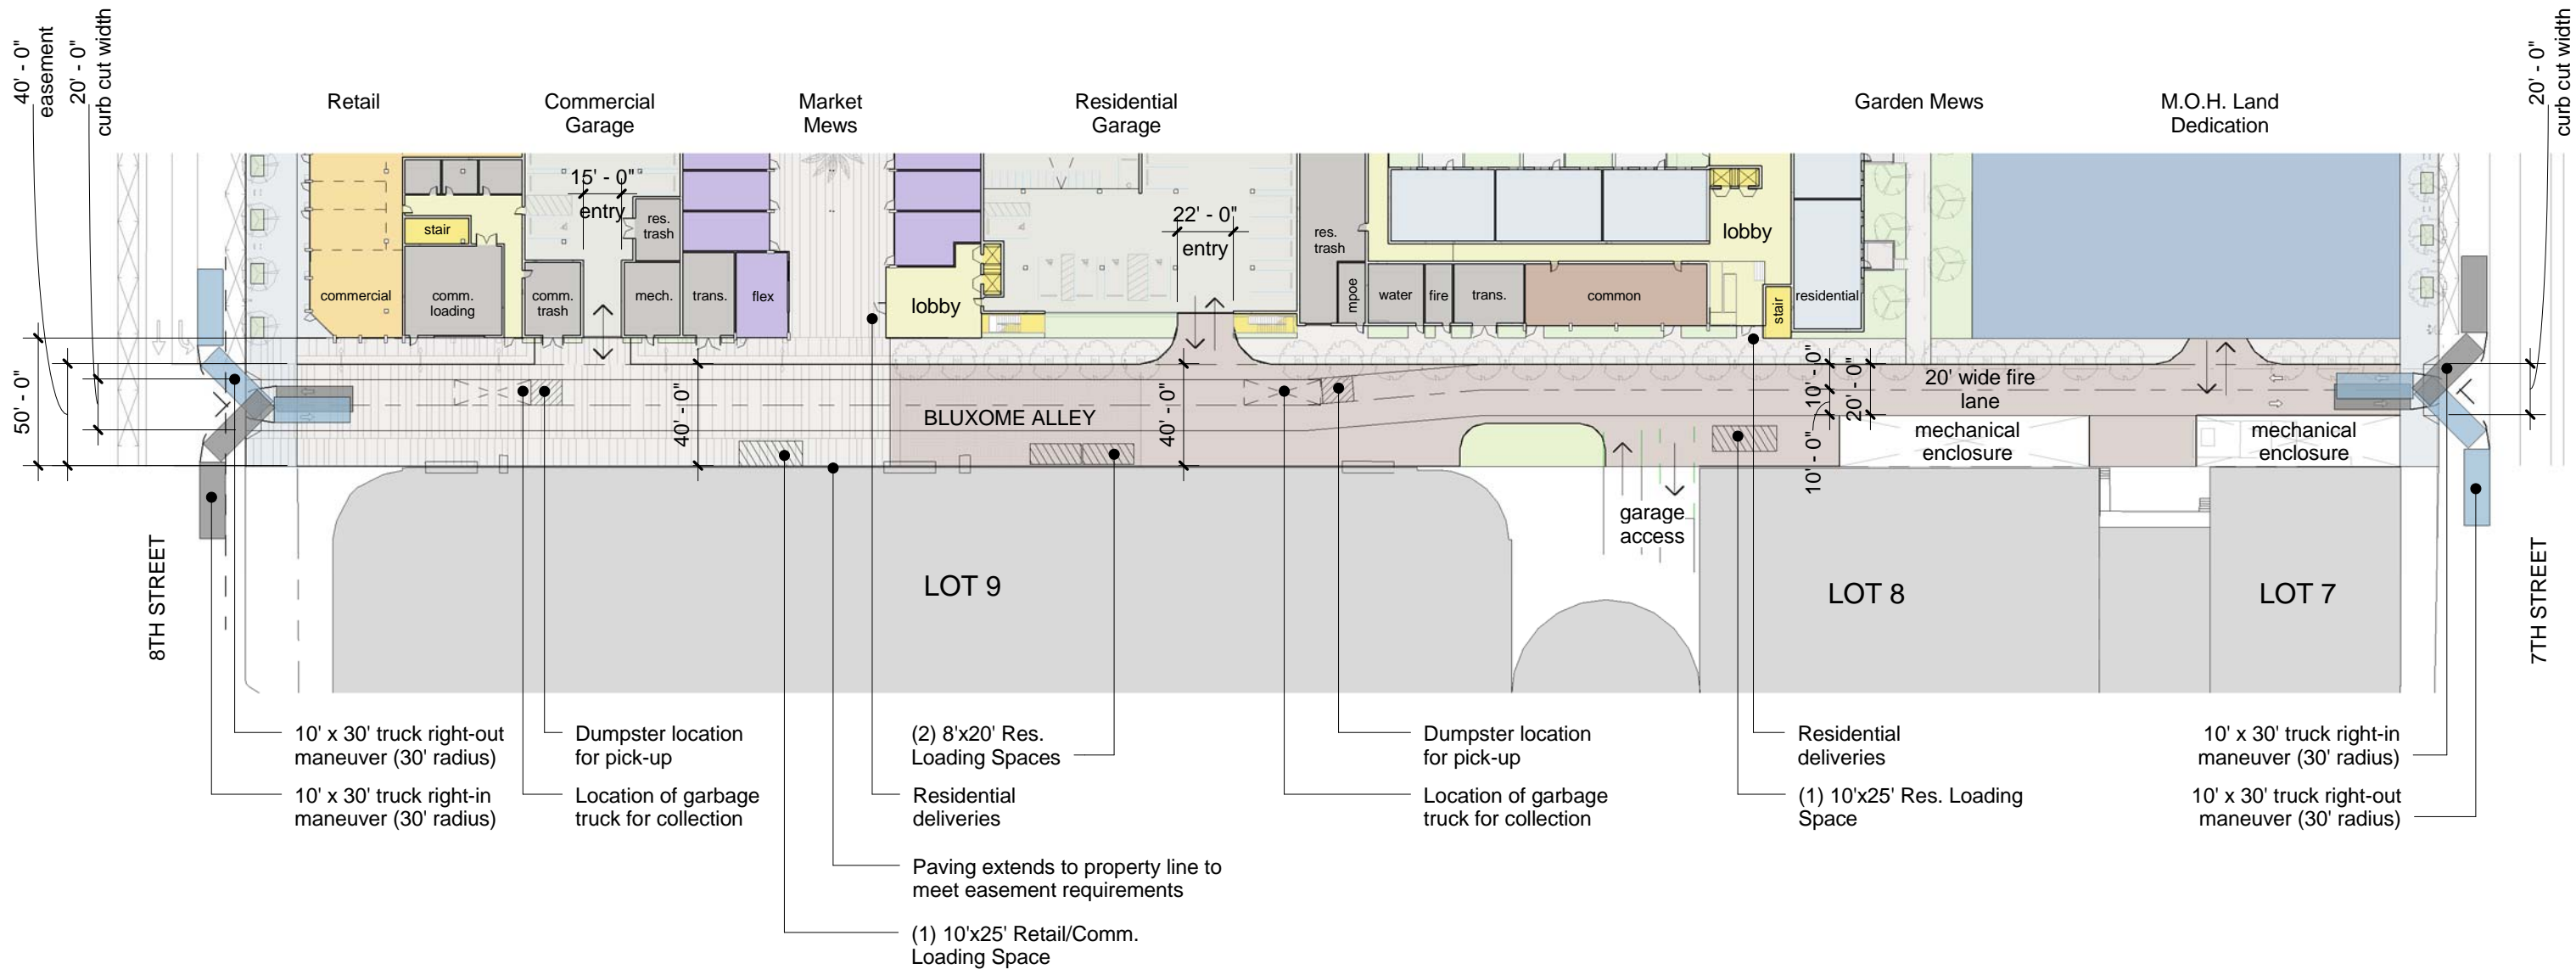 40' - 0"
easement
20' - 0"
curb cut width
Retail
Commercial
Garage
Market
Mews
Residential
Garage
Garden Mews
M.O.H. Land
Dedication
20' - 0"
curb cut width
15' - 0"
entry
res.
trash
stair
commercial
comm.
loading
comm.
trash
mech.
trans.
flex
lobby
22' - 0"
entry
res.
trash
mpoe
water
fire
trans.
common
lobby
stair
residential
50' - 0"
40' - 0"
BLUXOME ALLEY
40' - 0"
10' - 0"
10' - 0"
20' - 0"
10' - 0"
20' wide fire
lane
mechanical
enclosure
mechanical
enclosure
garage
access
8TH STREET
LOT 9
LOT 8
LOT 7
7TH STREET
10' x 30' truck right-out
maneuver (30' radius)
10' x 30' truck right-in
maneuver (30' radius)
Dumpster location
for pick-up
Location of garbage
truck for collection
(2) 8'x20' Res.
Loading Spaces
Residential
deliveries
Paving extends to property line to
meet easement requirements
(1) 10'x25' Retail/Comm.
Loading Space
Dumpster location
for pick-up
Location of garbage
truck for collection
Residential
deliveries
(1) 10'x25' Res. Loading
Space
10' x 30' truck right-in
maneuver (30' radius)
10' x 30' truck right-out
maneuver (30' radius)